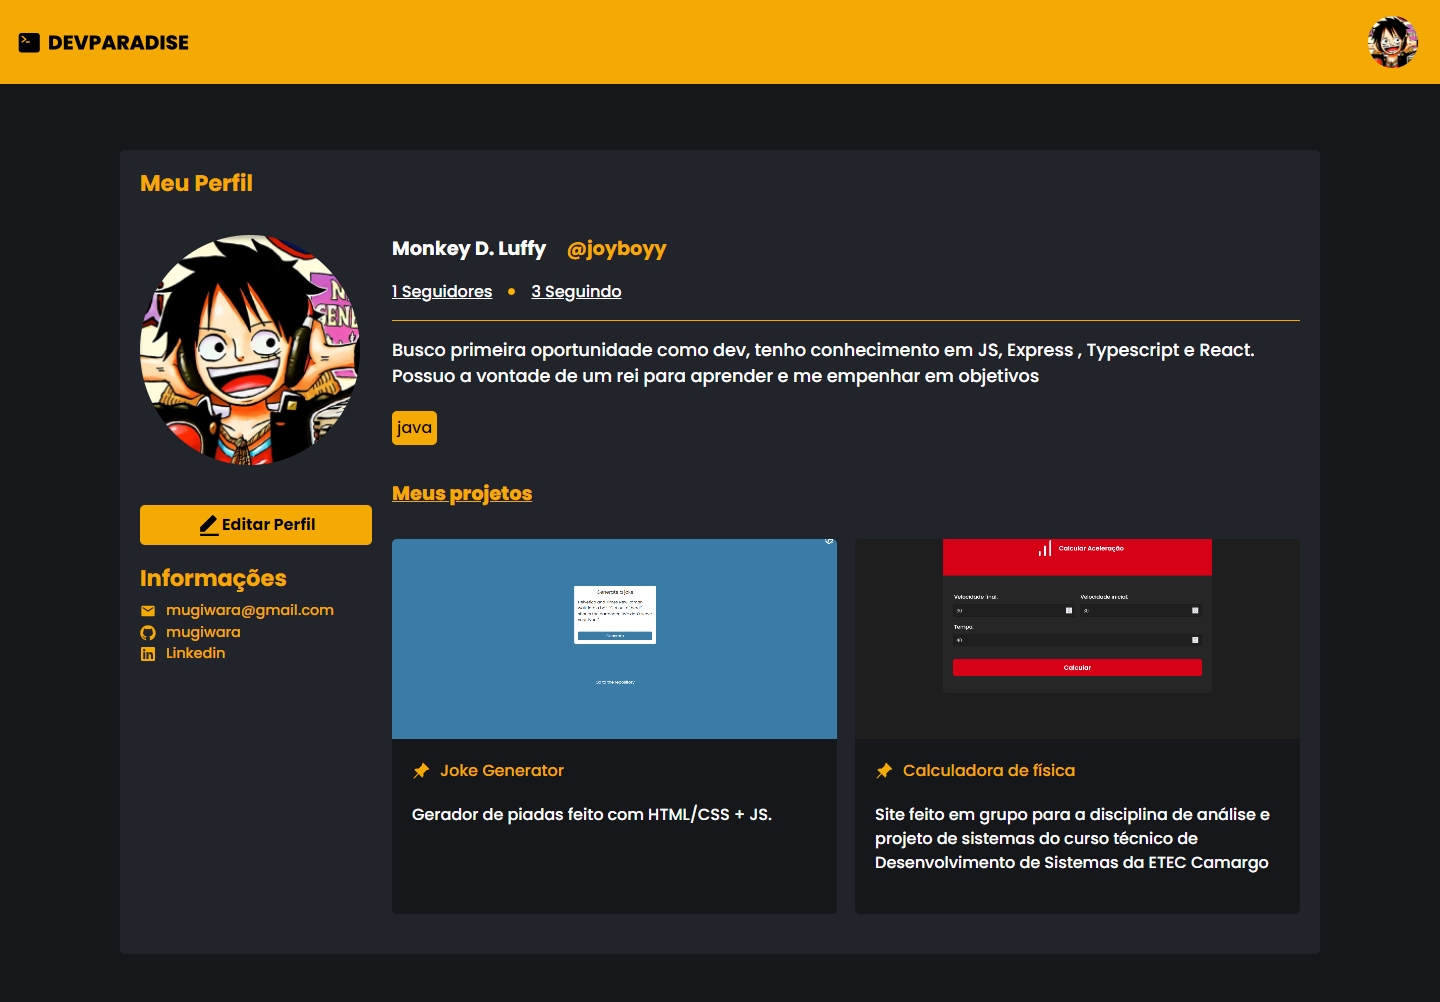 DEVPARADISE
Meu Perfil
Monkey D. Luffy @joyboyy
1 Seguidores • 3 Seguindo
Busco primeira oportunidade como dev, tenho conhecimento em JS, Express , Typescript e React.
Possuo a vontade de um rei para aprender e me empenhar em objetivos
java
Editar Perfil
Informações
mugiwara@gmail.com
mugiwara
Linkedin
Meus projetos
Generate a joke
Go to the repository
Joke Generator
Gerador de piadas feito com HTML/CSS + JS.
Calcular Aceleração
Velocidade final: Velocidade inicial:
Tempo:
Calcular
Calculadora de física
Site feito em grupo para a disciplina de análise e
projeto de sistemas do curso técnico de
Desenvolvimento de Sistemas da ETEC Camargo